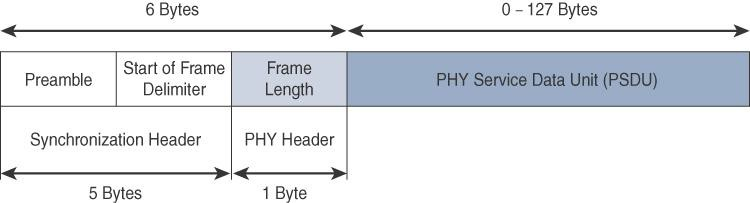 6 Bytes
0 – 127 Bytes
Preamble
Start of Frame
Delimiter
Frame
Length
PHY Service Data Unit (PSDU)
Synchronization Header
PHY Header
5 Bytes
1 Byte